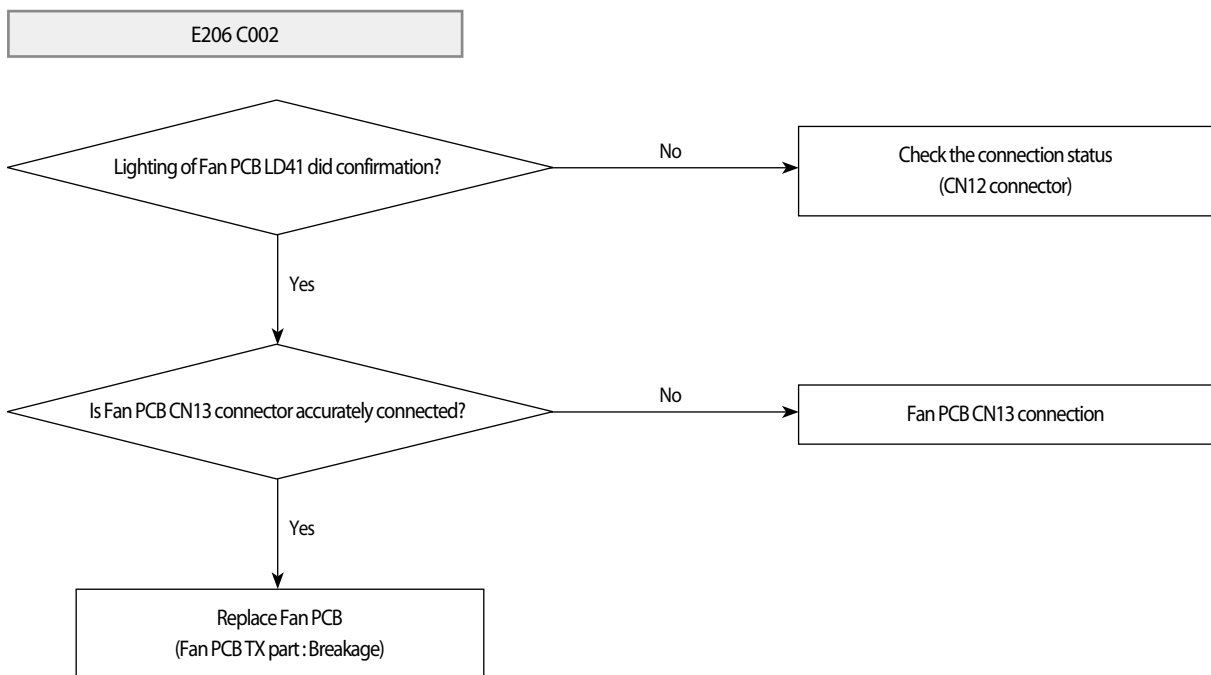 E206 C002
Lighting of Fan PCB LD41 did confirmation?
No
Check the connection status
(CN12 connector)
Yes
Is Fan PCB CN13 connector accurately connected?
No
Fan PCB CN13 connection
Yes
Replace Fan PCB
(Fan PCB TX part : Breakage)